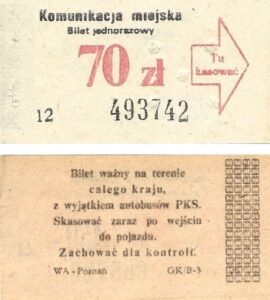 Komunikacja miejska
Bilet jednorazowy
70 zł
Tu
kasować
12 493742
Bilet ważny na terenie
całego kraju,
z wyjątkiem autobusów PKS.
Skasować zaraz po wejściu
do pojazdu.
Zachować dla kontroli.
WA - Poznań GK/B-3